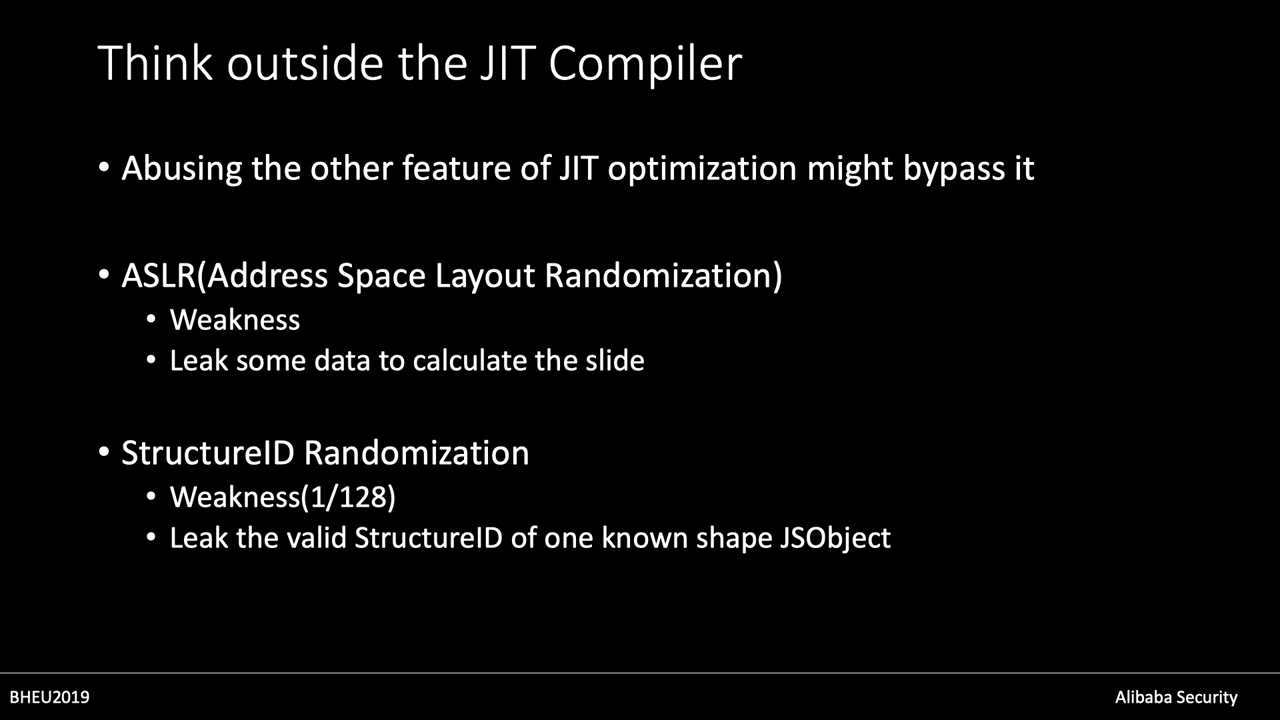 Think outside the JIT Compiler
• Abusing the other feature of JIT optimization might bypass it
• ASLR(Address Space Layout Randomization)
• Weakness
• Leak some data to calculate the slide
• StructureID Randomization
• Weakness(1/128)
• Leak the valid StructureID of one known shape JSObject
BHEU2019
Alibaba Security